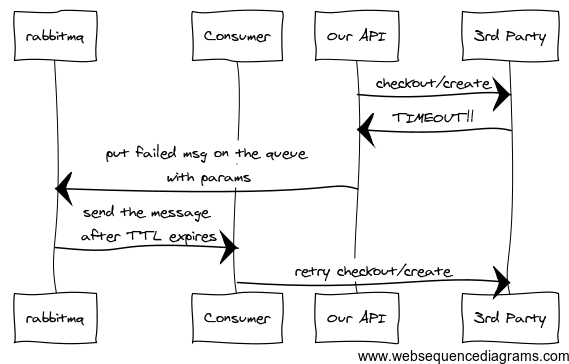 rabbitmq
Consumer
Our API
3rd Party
checkout/create
TIMEOUT!!
put failed msg on the queue
with params
send the message
after TTL expires
retry checkout/create
rabbitmq
Consumer
Our API
3rd Party
www.websequencediagrams.com